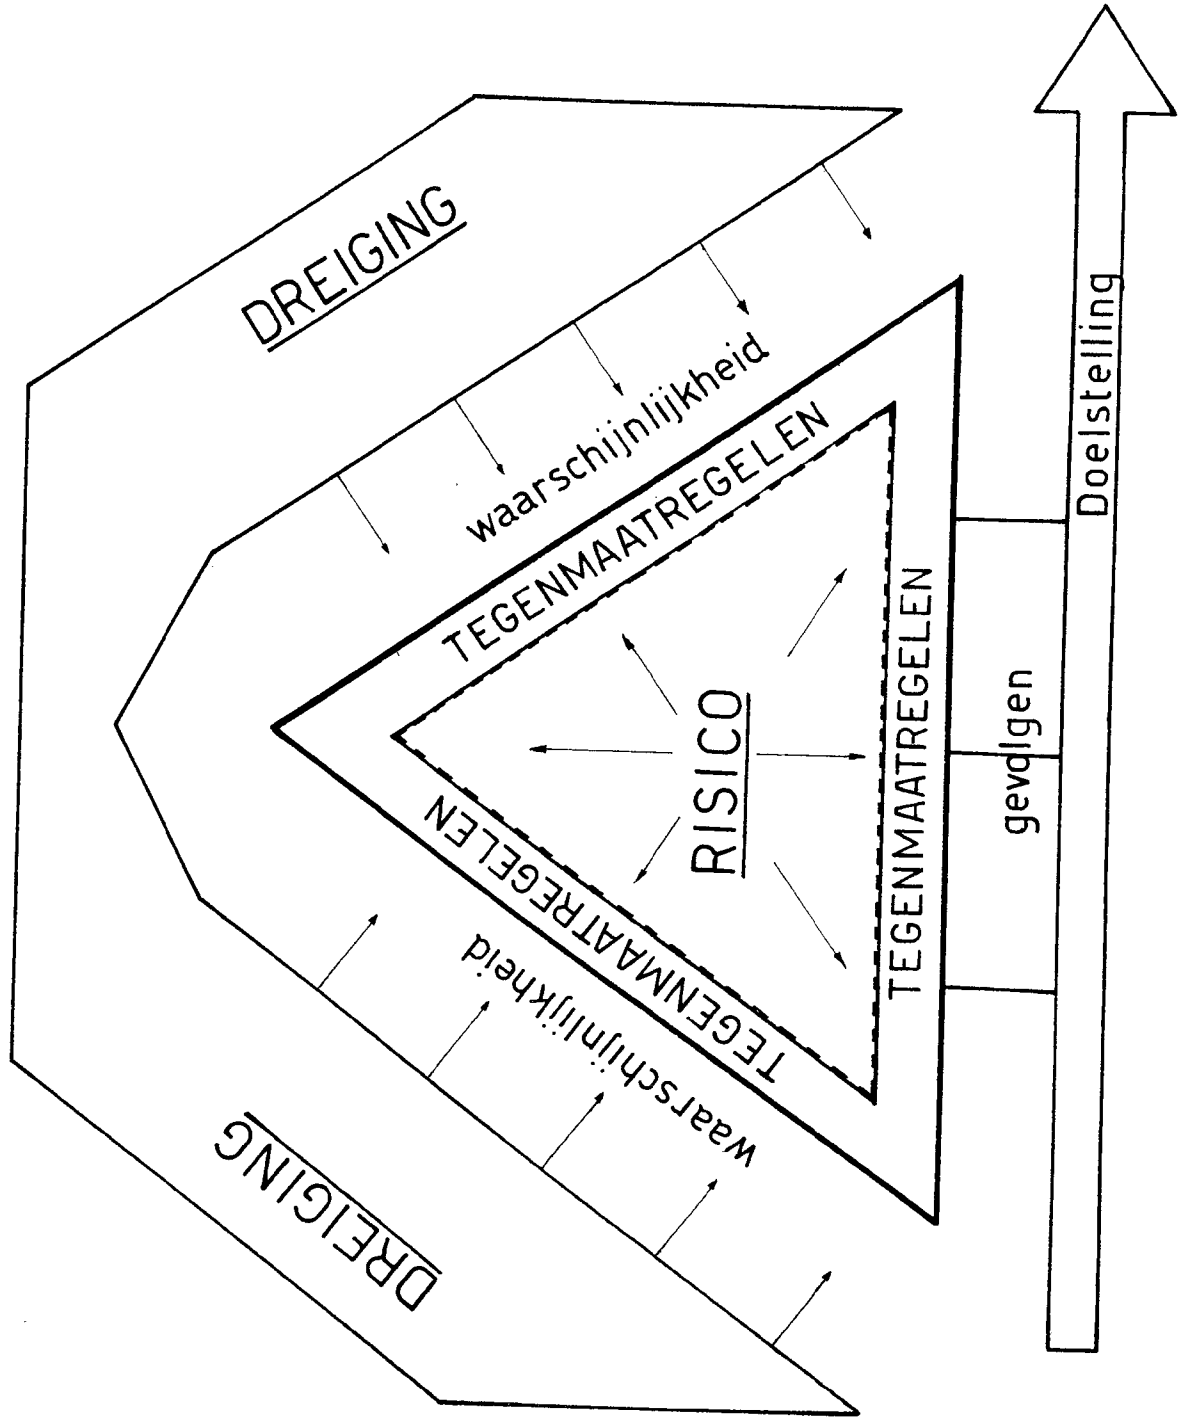 DREIGING
DREIGING
waarschijnlijkheid
waarschijnlijkheid
TEGENMAATREGELEN
TEGENMAATREGELEN
RISICO
TEGENMAATREGELEN
gevolgen
Doelstelling